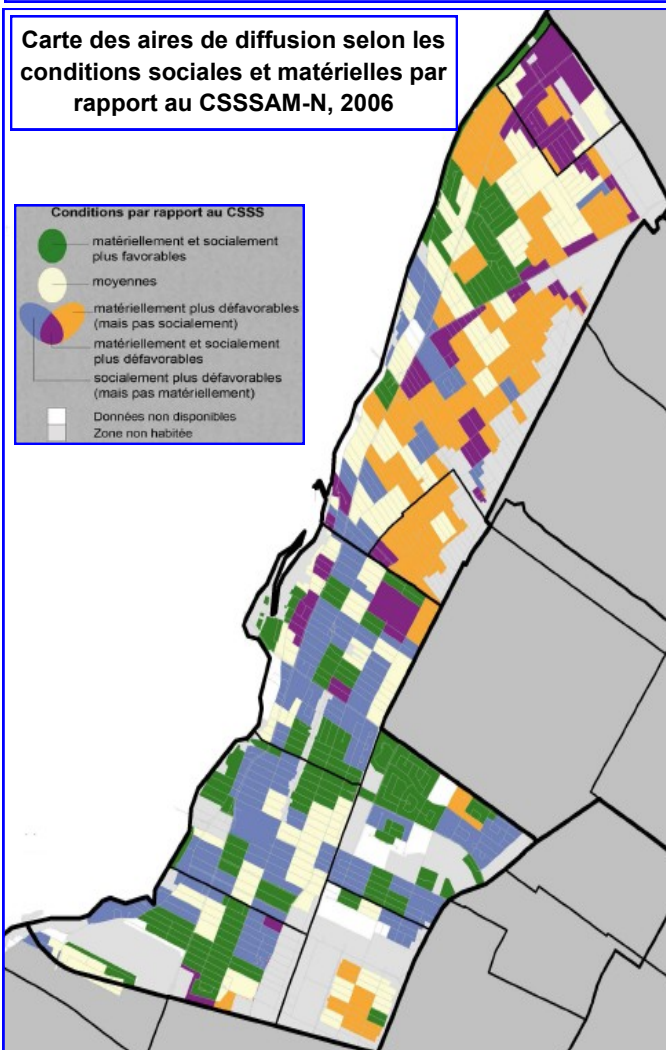 Carte des aires de diffusion selon les
conditions sociales et matérielles par
rapport au CSSSAM-N, 2006
Conditions par rapport au CSSS
matériellement et socialement
plus favorables
moyennes
matériellement plus défavorables
(mais pas socialement)
matériellement et socialement
plus défavorables
socialement plus défavorables
(mais pas matériellement)
Données non disponibles
Zone non habitée